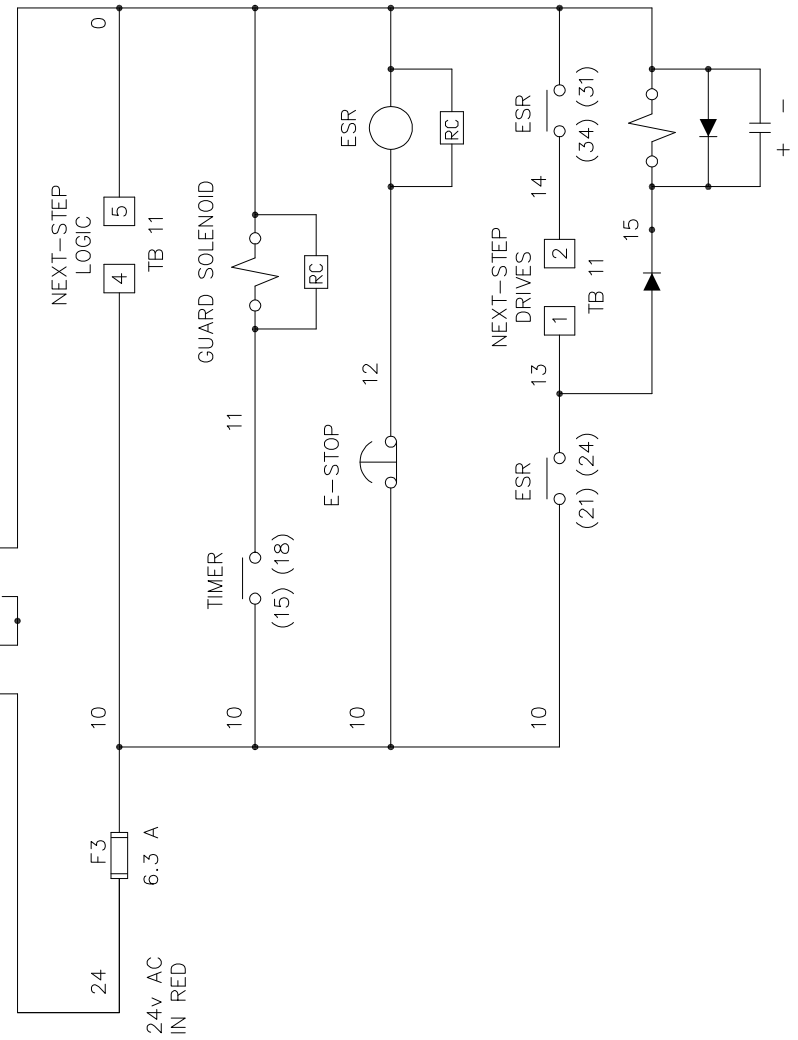 24
24v AC
IN RED
F3
6.3 A
10
NEXT-STEP
LOGIC
4
5
TB 11
0
10
TIMER
(15) (18)
11
GUARD SOLENOID
RC
10
E-STOP
12
ESR
RC
10
ESR
(21) (24)
13
NEXT-STEP
DRIVES
1
2
TB 11
14
ESR
(34) (31)
15
+ -